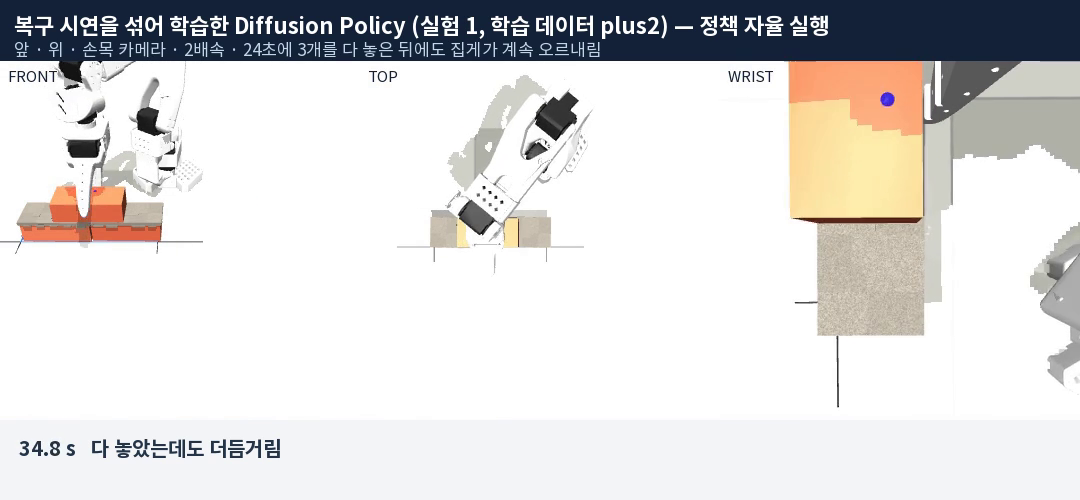 복구 시연을 섞어 학습한 Diffusion Policy (실험 1, 학습 데이터 plus2) — 정책 자율 실행
앞 · 위 · 손목 카메라 · 2배속 · 24초에 3개를 다 놓은 뒤에도 집게가 계속 오르내림
FRONT
TOP
WRIST
34.8 s 다 놓았는데도 더듬거림